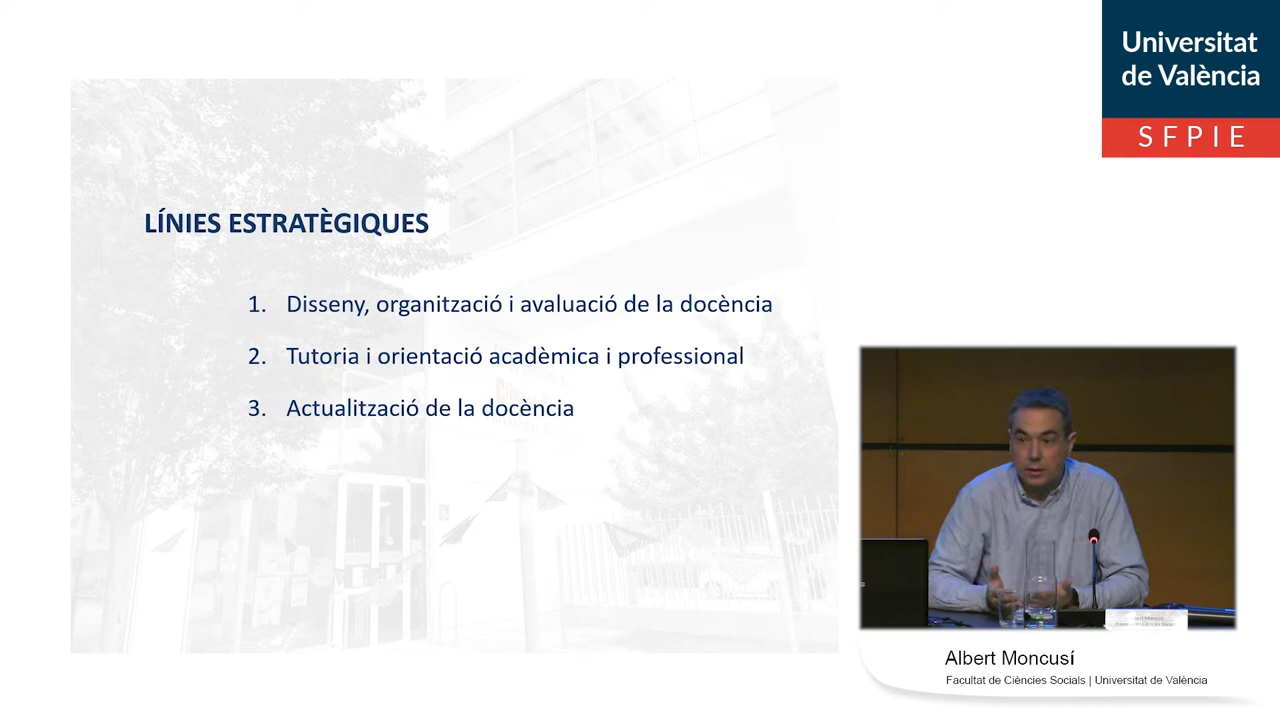 Universitat
de València
SFPIE
LÍNIES ESTRATÈGIQUES
1. Disseny, organització i avaluació de la docència
2. Tutoria i orientació acadèmica i professional
3. Actualització de la docència
Albert Moncusí
Facultat de Ciències Socials | Universitat de València